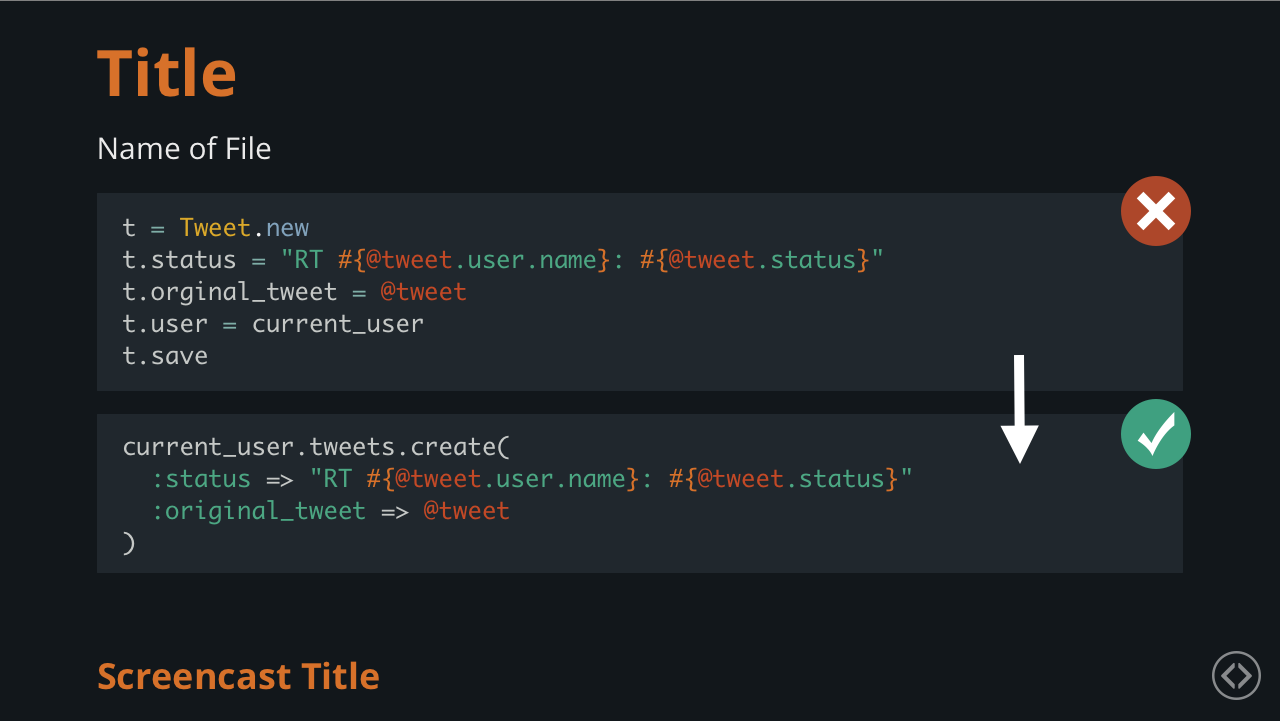 Title
Name of File
t = Tweet.new
t.status = "RT #{@tweet.user.name}: #{@tweet.status}"
t.orginal_tweet = @tweet
t.user = current_user
t.save
current_user.tweets.create(
  :status => "RT #{@tweet.user.name}: #{@tweet.status}"
  :original_tweet => @tweet
)
Screencast Title